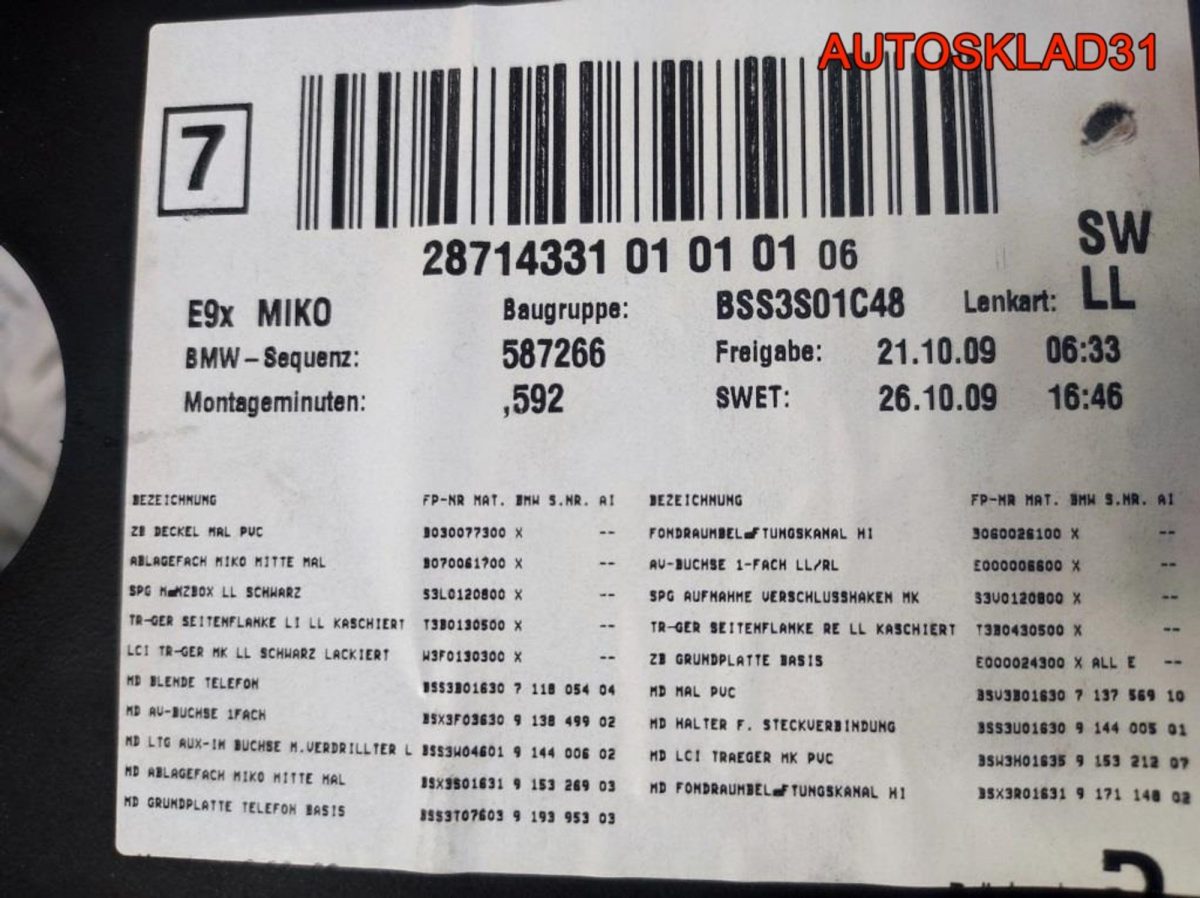 AUTOSKLAD31
7
28714331 01 01 01 06
SW
LL
E9x MIKO Baugruppe: BSS3S01C48 Lenkart:
BMW-Sequenz: 587266 Freigabe: 21.10.09 06:33
Montageminuten: ,592 SWET: 26.10.09 16:46
BEZEICHNUNG FP-NR MAT. BMW S.NR. AI BEZEICHNUNG FP-NR MAT. BMW S.NR. AI
ZB DECKEL MAL PVC B030077300 X -- FONDRAUMBEL FTUNGSKANAL HI B060026100 X --
ABLAGEFACH MIKO MITTE MAL B070061700 X -- AV-BUCHSE 1-FACH LL/RL E000006600 X --
SPG M NZBOX LL SCHWARZ S3L0120800 X -- SPG AUFNAHME VERSCHLUSSHAKEN MK S3V0120800 X --
TR-GER SEITENFLANKE LI LL KASCHIERT T3B0130500 X -- TR-GER SEITENFLANKE RE LL KASCHIERT T3B0430500 X --
LCI TR-GER MK LL SCHWARZ LACKIERT W3F0130300 X -- ZB GRUNDPLATTE BASIS E000024300 X ALL E --
MD BLENDE TELEFON BSS3B01630 7 118 054 04 MD MAL PVC BSV3B01630 7 137 569 10
MD AV-BUCHSE 1FACH BSX3F03630 9 138 499 02 MD HALTER F. STECKVERBINDUNG BSS3U01630 9 144 005 01
MD LTG AUX-IN BUCHSE M.VERDRILLTER L BSS3W04601 9 144 006 02 MD LCI TRAEGER MK PVC BSW3H01635 9 153 212 07
MD ABLAGEFACH MIKO MITTE MAL BSX3S01631 9 153 269 03 MD FONDRAUMBEL FTUNGSKANAL HI BSX3R01631 9 171 148 02
MD GRUNDPLATTE TELEFON BASIS BSS3T07603 9 193 953 03